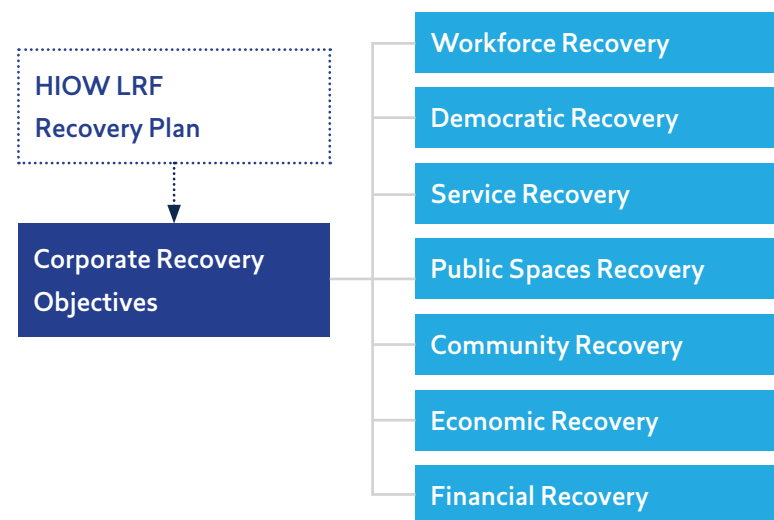 HIOW LRF
Recovery Plan
Corporate Recovery
Objectives
Workforce Recovery
Democratic Recovery
Service Recovery
Public Spaces Recovery
Community Recovery
Economic Recovery
Financial Recovery